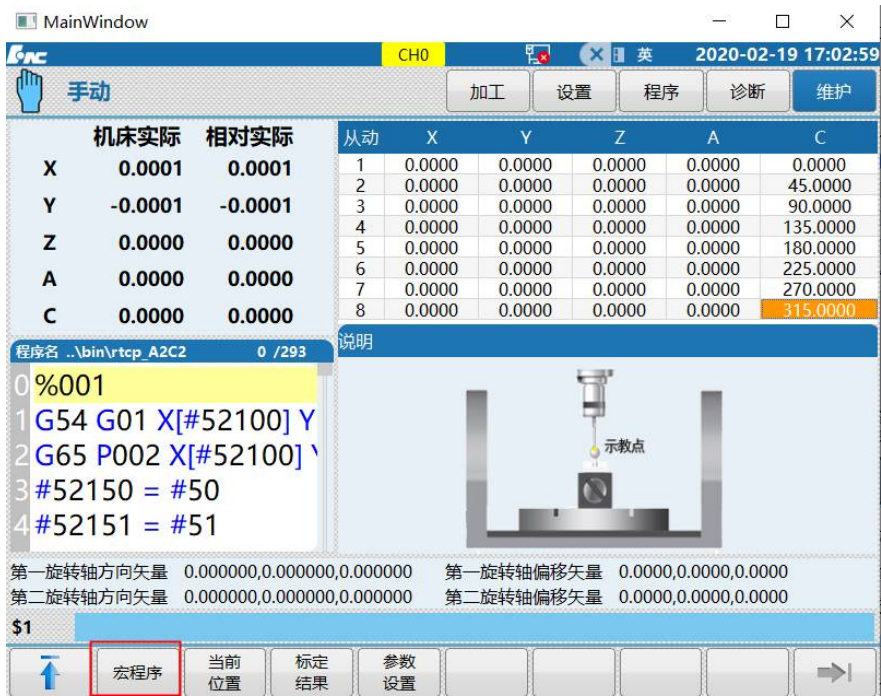 MainWindow
HNC CH0 英 2020-02-19 17:02:59
手动 加工 设置 程序 诊断 维护
机床实际 相对实际
X 0.0001 0.0001
Y -0.0001 -0.0001
Z 0.0000 0.0000
A 0.0000 0.0000
C 0.0000 0.0000
从动 X Y Z A C
1 0.0000 0.0000 0.0000 0.0000 0.0000
2 0.0000 0.0000 0.0000 0.0000 45.0000
3 0.0000 0.0000 0.0000 0.0000 90.0000
4 0.0000 0.0000 0.0000 0.0000 135.0000
5 0.0000 0.0000 0.0000 0.0000 180.0000
6 0.0000 0.0000 0.0000 0.0000 225.0000
7 0.0000 0.0000 0.0000 0.0000 270.0000
8 0.0000 0.0000 0.0000 0.0000 315.0000
程序名 ..\bin\rtcp_A2C2 0 /293
0 %001
1 G54 G01 X[#52100] Y
2 G65 P002 X[#52100]
3 #52150 = #50
4 #52151 = #51
说明
示教点
第一旋转轴方向矢量 0.000000,0.000000,0.000000 第一旋转轴偏移矢量 0.0000,0.0000,0.0000
第二旋转轴方向矢量 0.000000,0.000000,0.000000 第二旋转轴偏移矢量 0.0000,0.0000,0.0000
$1
宏程序
当前
位置
标定
结果
参数
设置